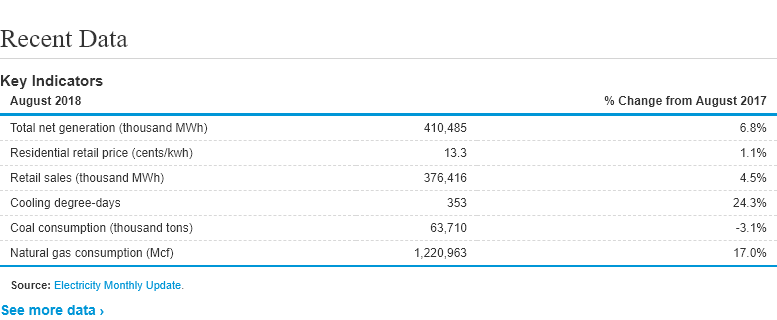 Recent Data
Key Indicators
August 2018 % Change from August 2017
Total net generation (thousand MWh) 410,485 6.8%
Residential retail price (cents/kwh) 13.3 1.1%
Retail sales (thousand MWh) 376,416 4.5%
Cooling degree-days 353 24.3%
Coal consumption (thousand tons) 63,710 -3.1%
Natural gas consumption (Mcf) 1,220,963 17.0%
Source: Electricity Monthly Update.
See more data ›